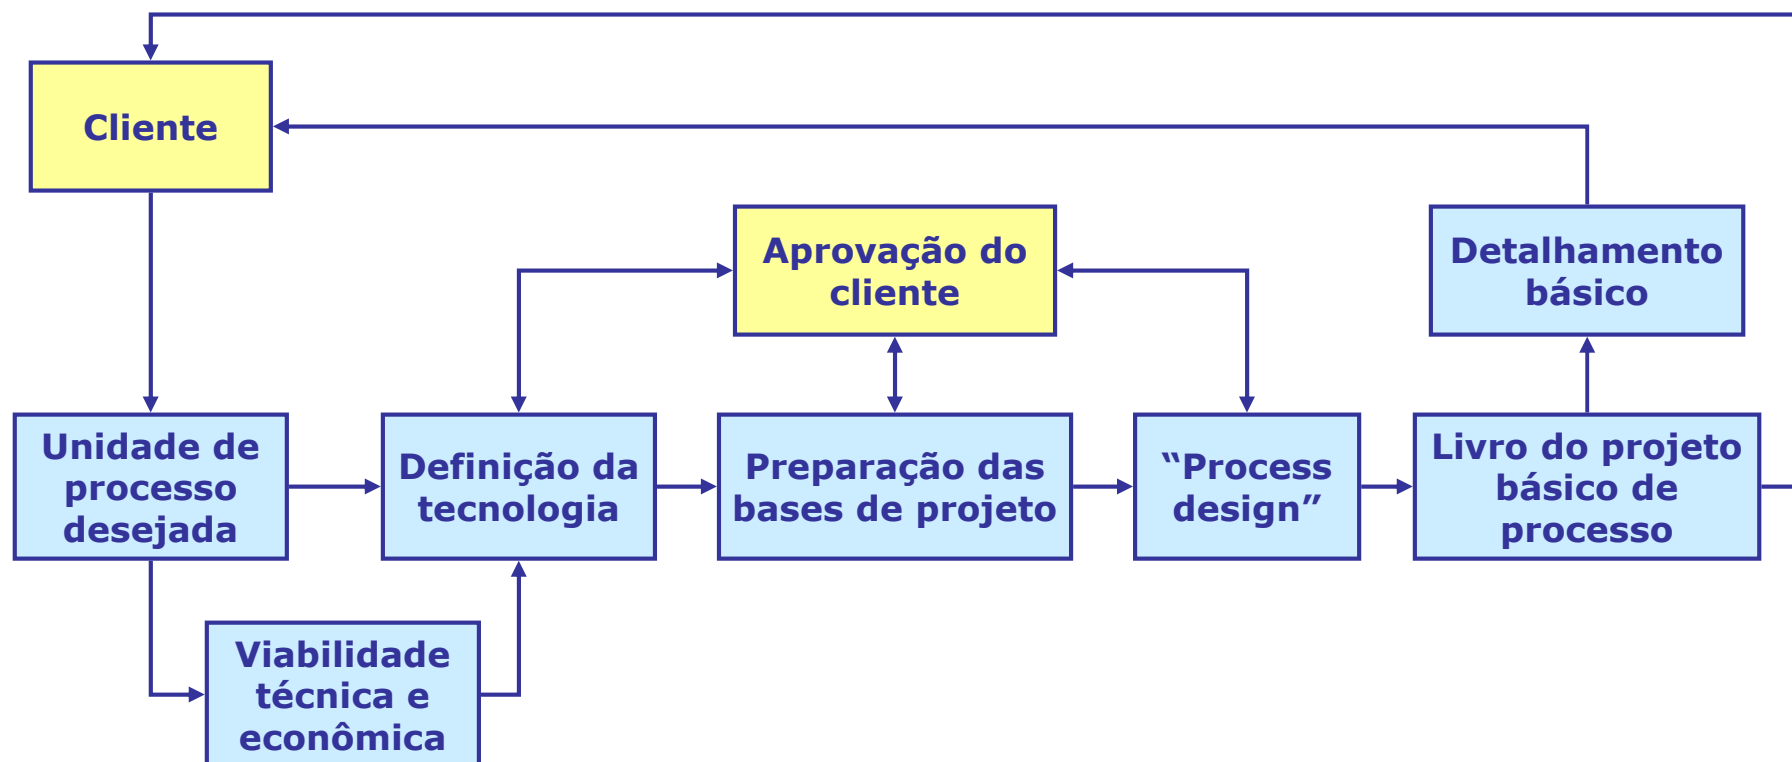 Cliente
Aprovação do
cliente
Detalhamento
básico
Unidade de
processo
desejada
Definição da
tecnologia
Preparação das
bases de projeto
“Process
design”
Livro do projeto
básico de
processo
Viabilidade
técnica e
econômica